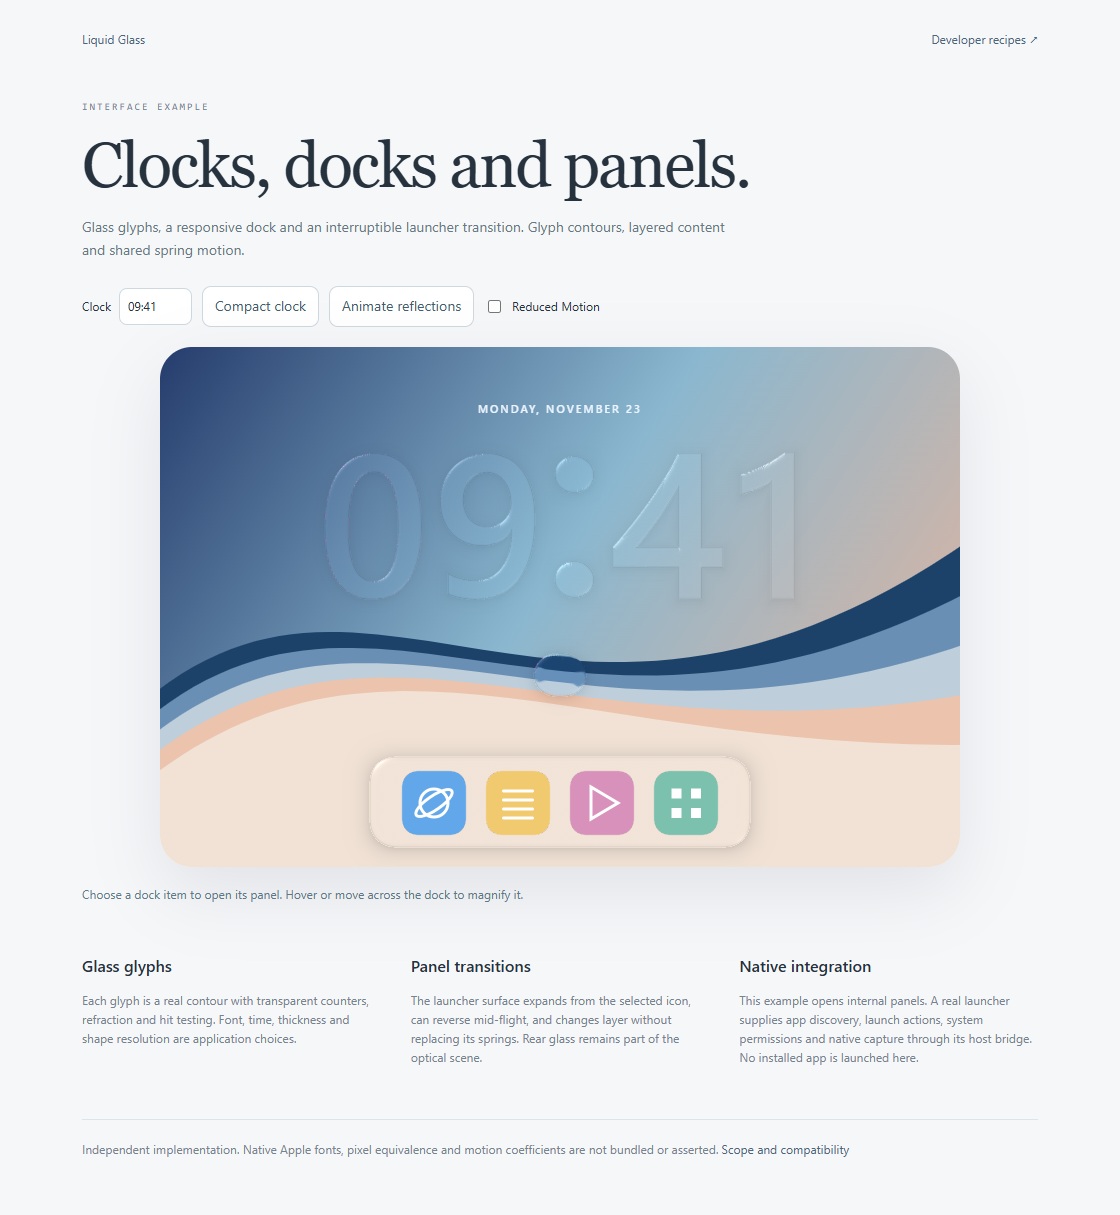 Liquid Glass
Developer recipes ↗
INTERFACE EXAMPLE
Clocks, docks and panels.
Glass glyphs, a responsive dock and an interruptible launcher transition. Glyph contours, layered content
and shared spring motion.
Clock 09:41 Compact clock Animate reflections Reduced Motion
MONDAY, NOVEMBER 23
09:41
Choose a dock item to open its panel. Hover or move across the dock to magnify it.
Glass glyphs
Each glyph is a real contour with transparent counters,
refraction and hit testing. Font, time, thickness and
shape resolution are application choices.
Panel transitions
The launcher surface expands from the selected icon,
can reverse mid-flight, and changes layer without
replacing its springs. Rear glass remains part of the
optical scene.
Native integration
This example opens internal panels. A real launcher
supplies app discovery, launch actions, system
permissions and native capture through its host bridge.
No installed app is launched here.
Independent implementation. Native Apple fonts, pixel equivalence and motion coefficients are not bundled or asserted. Scope and compatibility